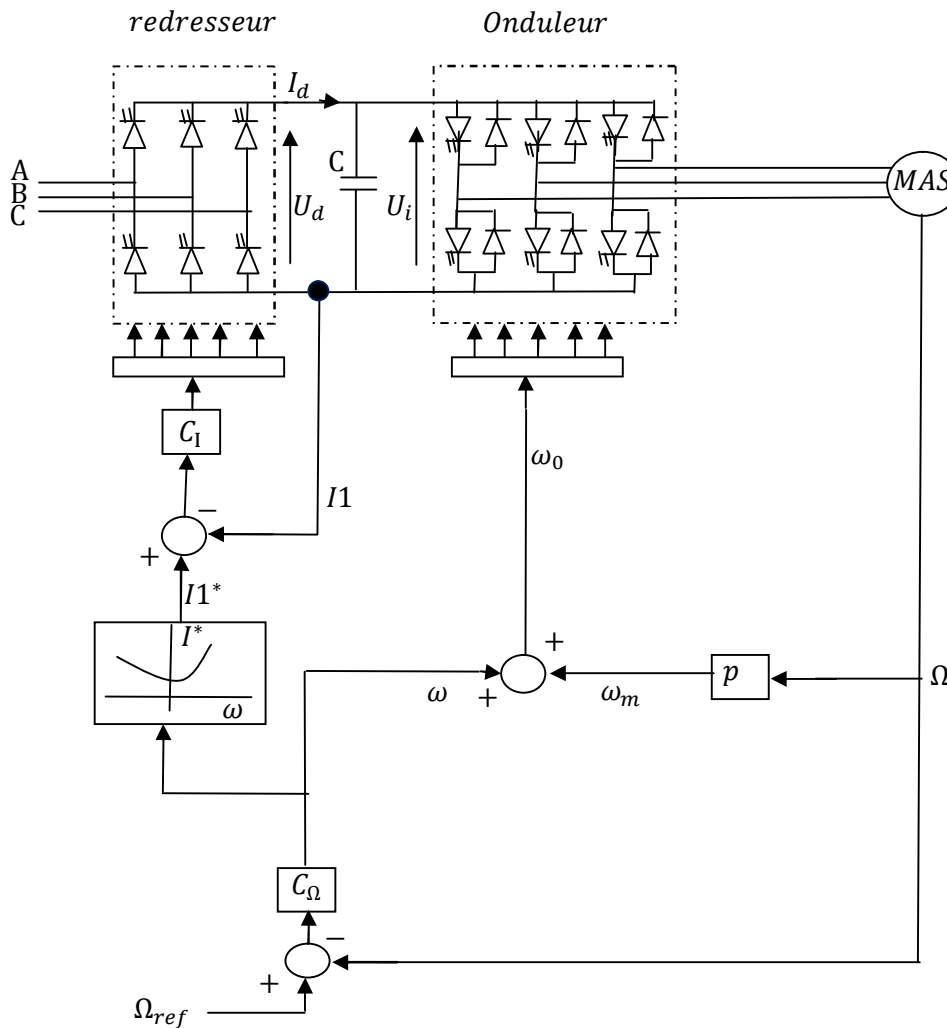 redresseur
Onduleur
I_d
A
B
C
U_d
C
U_i
MAS
C_I
ω_0
−
I1
+
I1*
I*
ω
+
+
ω
ω_m
p
Ω
C_Ω
−
+
Ω_ref